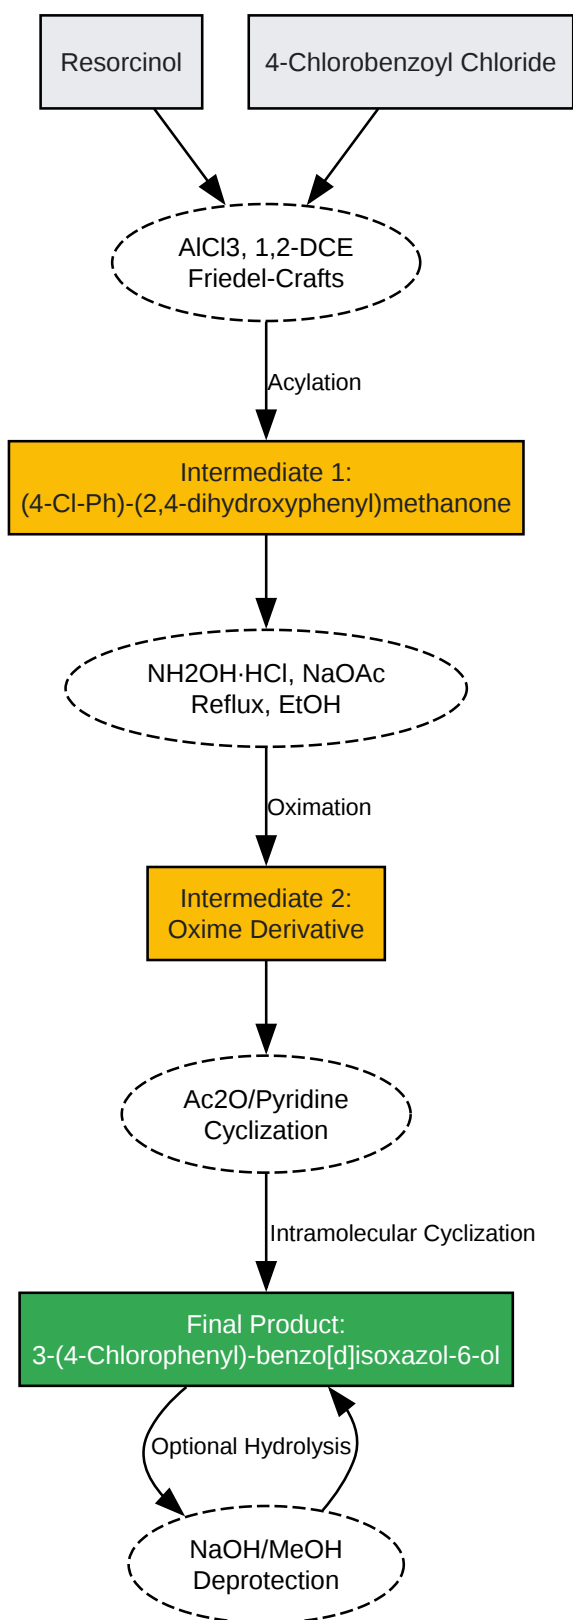 Resorcinol
4-Chlorobenzoyl Chloride
AlCl3, 1,2-DCE
Friedel-Crafts
Acylation
Intermediate 1:
(4-Cl-Ph)-(2,4-dihydroxyphenyl)methanone
NH2OH·HCl, NaOAc
Reflux, EtOH
Oximation
Intermediate 2:
Oxime Derivative
Ac2O/Pyridine
Cyclization
Intramolecular Cyclization
Final Product:
3-(4-Chlorophenyl)-benzo[d]isoxazol-6-ol
Optional Hydrolysis
NaOH/MeOH
Deprotection